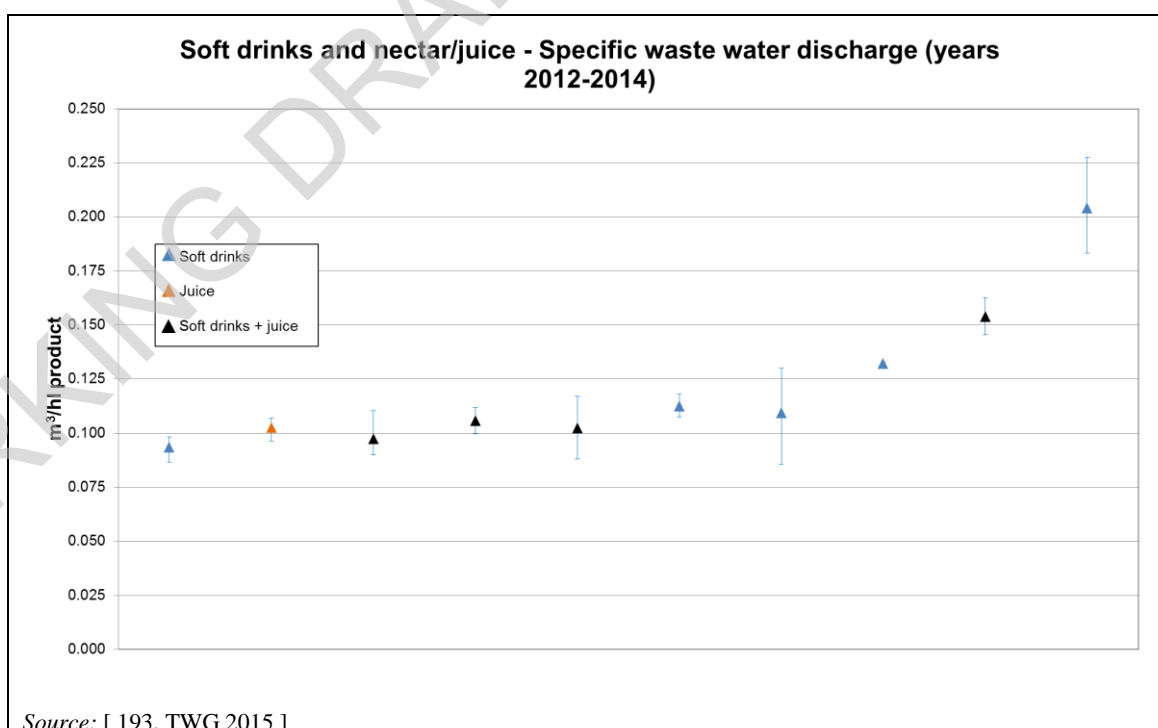 Soft drinks and nectar/juice - Specific waste water discharge (years
2012-2014)
0.250
0.225
0.200
0.175
0.150
0.125
0.100
0.075
0.050
0.025
0.000
m³/hl product
Soft drinks
Juice
Soft drinks + juice
RKING DRA
Source: [ 193, TWG 2015 ]